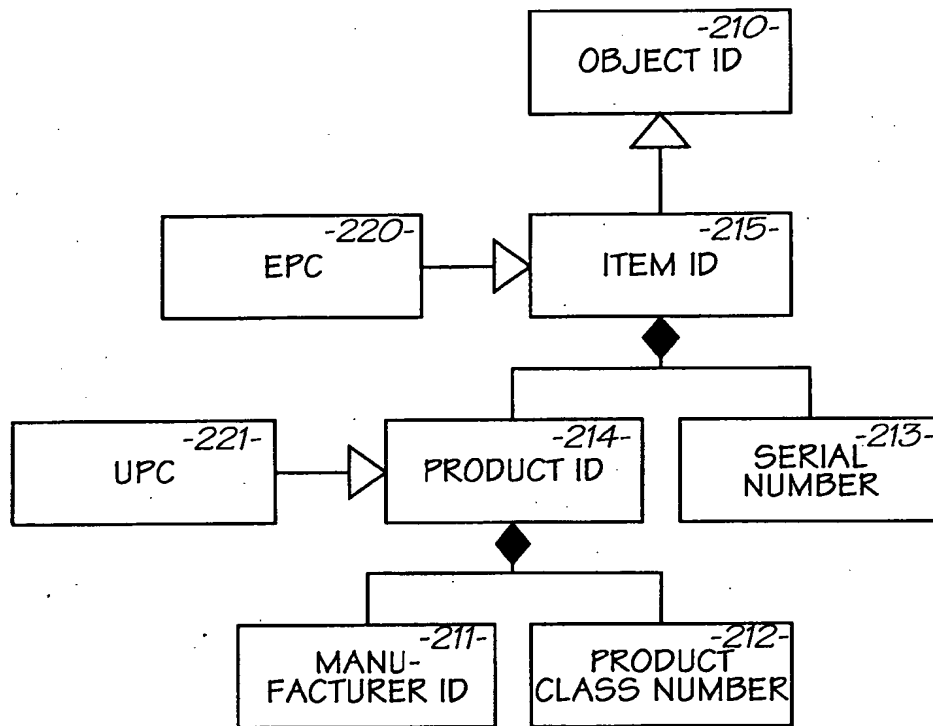 -210-
OBJECT ID
-220-
EPC
-215-
ITEM ID
-221-
UPC
-214-
PRODUCT ID
-213-
SERIAL
NUMBER
-211-
MANU-
FACTURER ID
-212-
PRODUCT
CLASS NUMBER